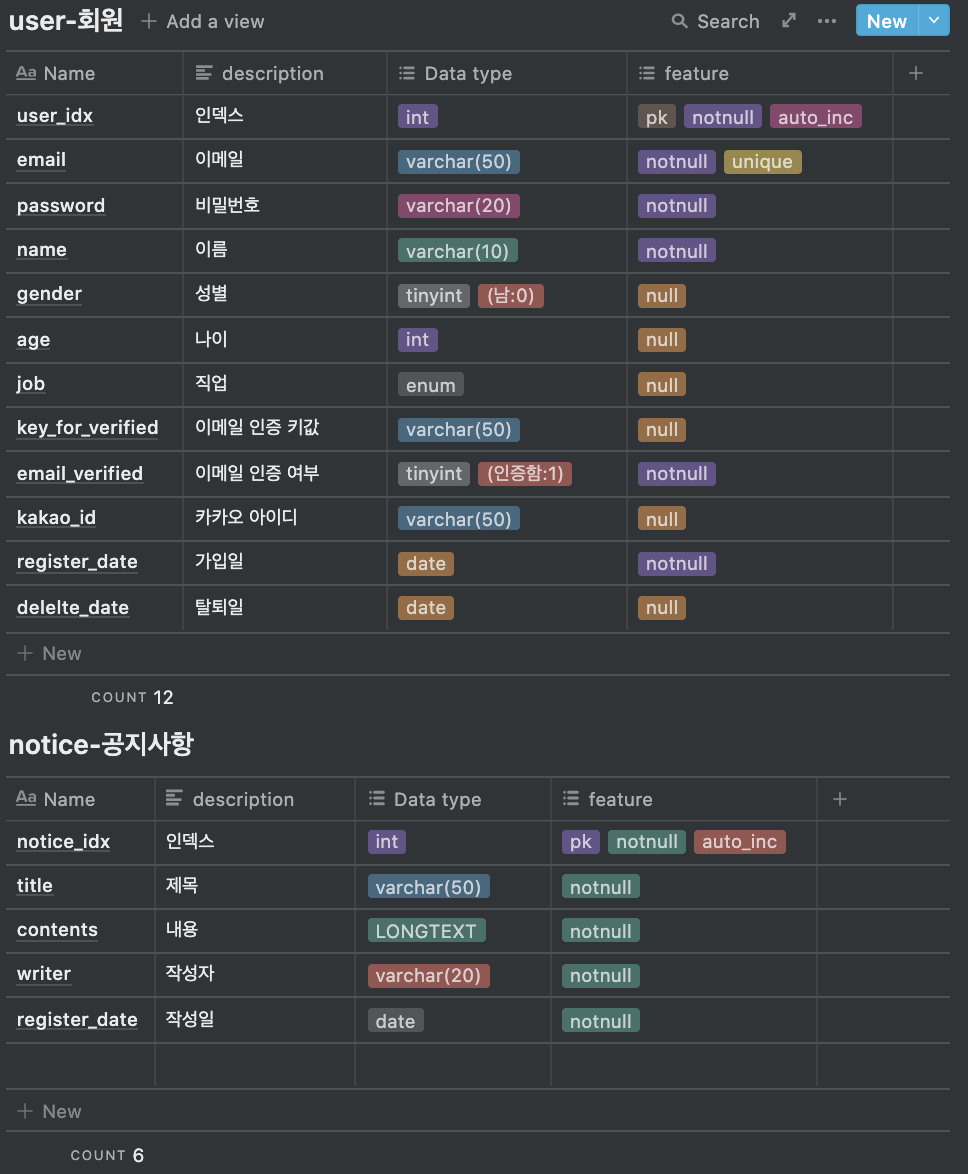 user-회원 + Add a view Search New
Aa Name description Data type feature +
user_idx 인덱스 int pk notnull auto_inc
email 이메일 varchar(50) notnull unique
password 비밀번호 varchar(20) notnull
name 이름 varchar(10) notnull
gender 성별 tinyint (남:0) null
age 나이 int null
job 직업 enum null
key_for_verified 이메일 인증 키값 varchar(50) null
email_verified 이메일 인증 여부 tinyint (인증함:1) notnull
kakao_id 카카오 아이디 varchar(50) null
register_date 가입일 date notnull
delelte_date 탈퇴일 date null
+ New
COUNT 12
notice-공지사항
Aa Name description Data type feature +
notice_idx 인덱스 int pk notnull auto_inc
title 제목 varchar(50) notnull
contents 내용 LONGTEXT notnull
writer 작성자 varchar(20) notnull
register_date 작성일 date notnull
+ New
COUNT 6